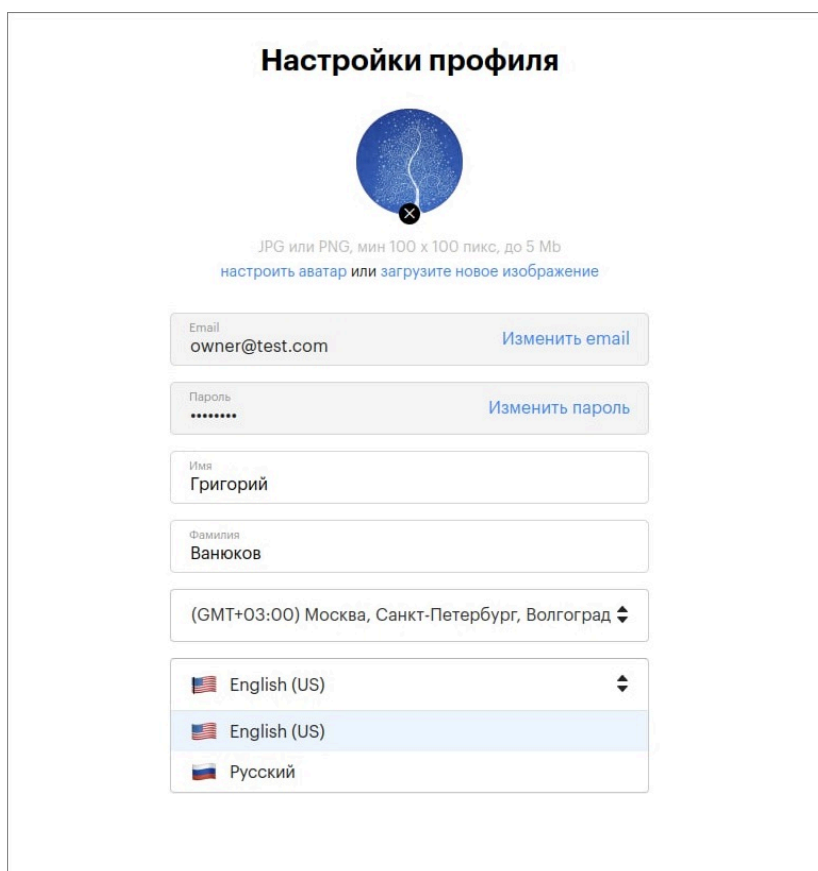 Настройки профиля
JPG или PNG, мин 100 x 100 пикс, до 5 Mb
настроить аватар или загрузите новое изображение
Email
owner@test.com
Изменить email
Пароль
••••••••
Изменить пароль
Имя
Григорий
Фамилия
Ванюков
(GMT+03:00) Москва, Санкт-Петербург, Волгоград
English (US)
English (US)
Русский